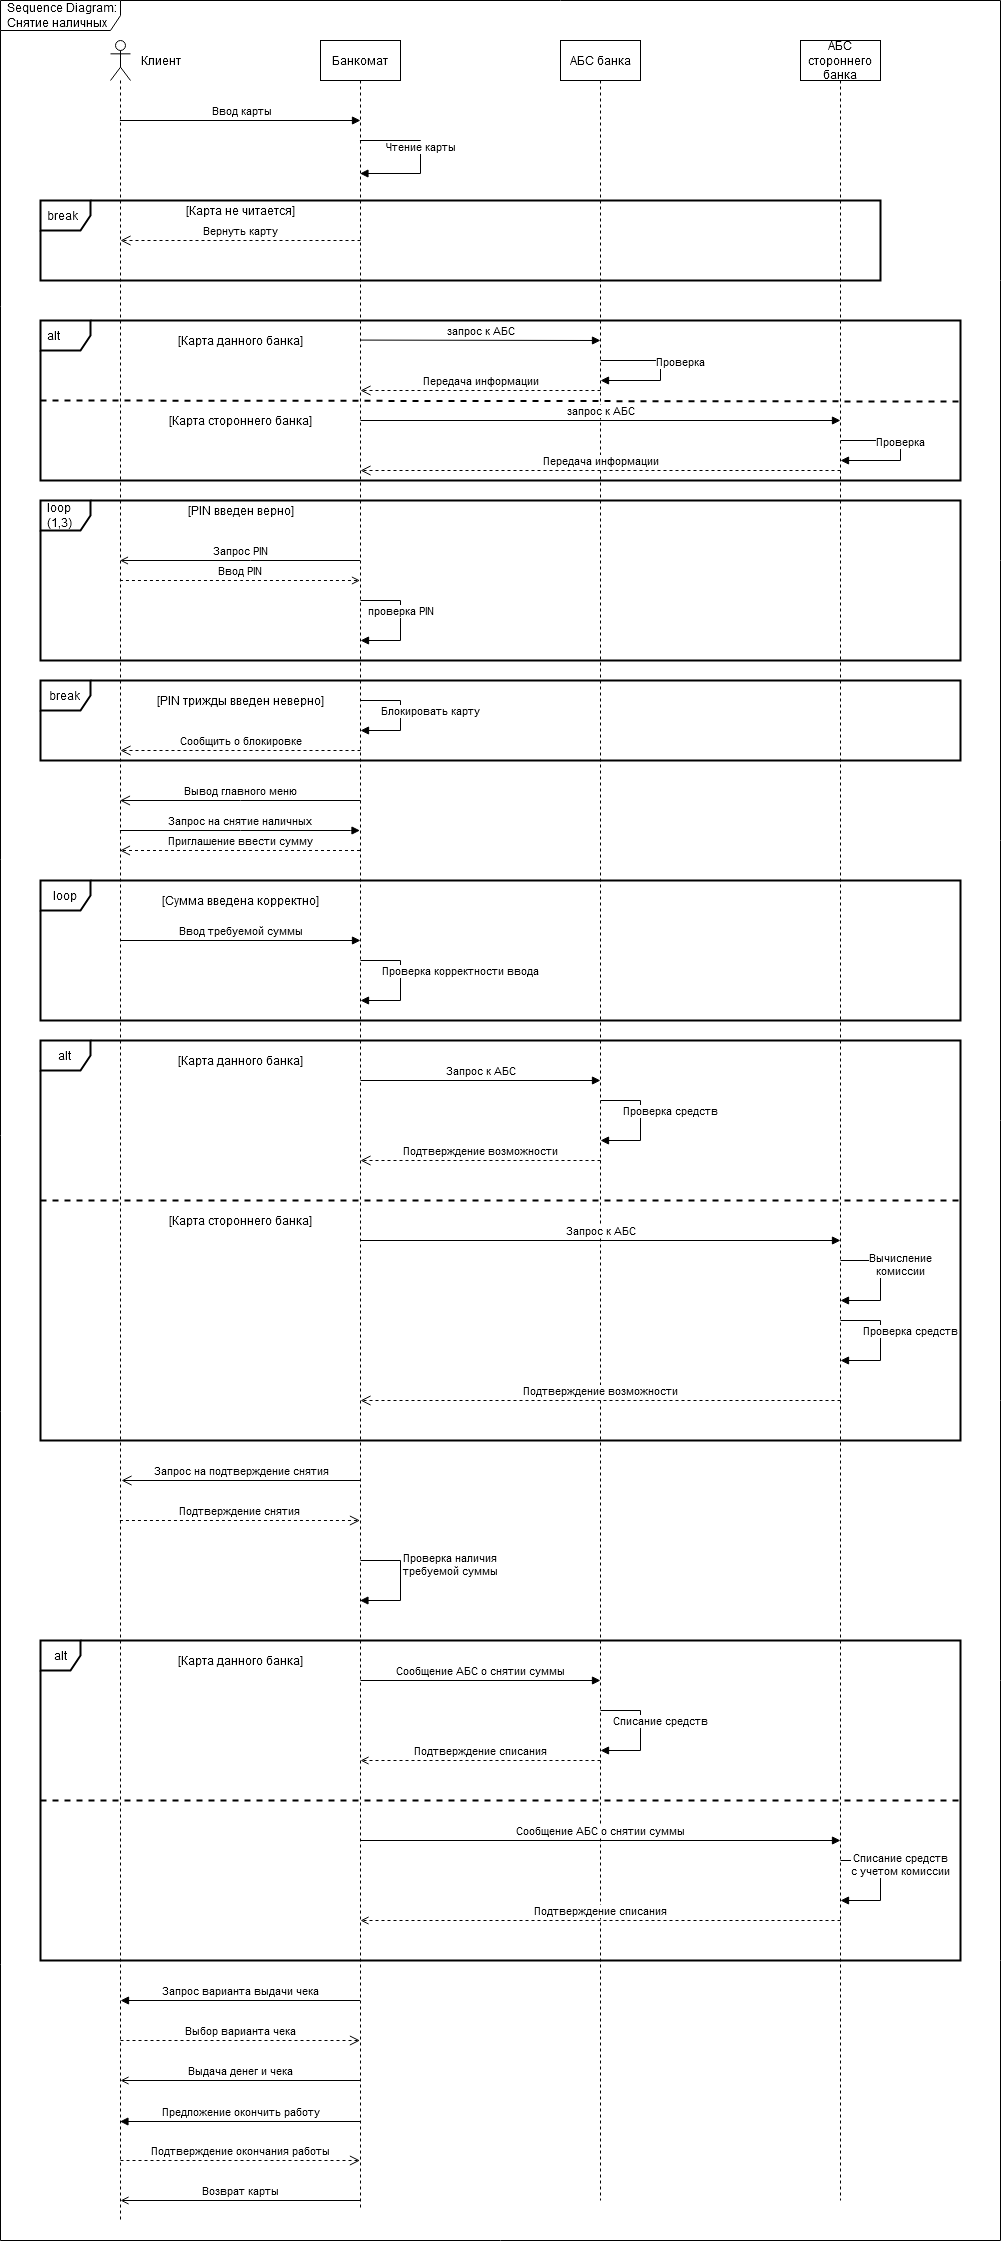 Sequence Diagram:
Снятие наличных
Клиент
Банкомат
АБС банка
АБС
стороннего
банка
Ввод карты
Чтение карты
break
[Карта не читается]
Вернуть карту
alt
[Карта данного банка]
запрос к АБС
Проверка
Передача информации
[Карта стороннего банка]
запрос к АБС
Проверка
Передача информации
loop
(1,3)
[PIN введен верно]
Запрос PIN
Ввод PIN
проверка PIN
break
[PIN трижды введен неверно]
Блокировать карту
Сообщить о блокировке
Вывод главного меню
Запрос на снятие наличных
Приглашение ввести сумму
loop
[Сумма введена корректно]
Ввод требуемой суммы
Проверка корректности ввода
alt
[Карта данного банка]
Запрос к АБС
Проверка средств
Подтверждение возможности
[Карта стороннего банка]
Запрос к АБС
Вычисление
комиссии
Проверка средств
Подтверждение возможности
Запрос на подтверждение снятия
Подтверждение снятия
Проверка наличия
требуемой суммы
alt
[Карта данного банка]
Сообщение АБС о снятии суммы
Списание средств
Подтверждение списания
Сообщение АБС о снятии суммы
Списание средств
с учетом комиссии
Подтверждение списания
Запрос варианта выдачи чека
Выбор варианта чека
Выдача денег и чека
Предложение окончить работу
Подтверждение окончания работы
Возврат карты